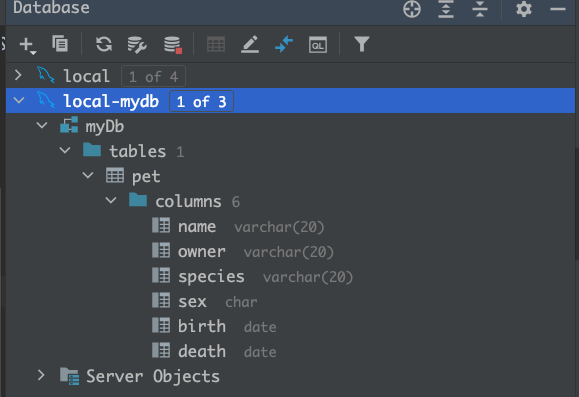 Database
QL
local 1 of 4
local-mydb 1 of 3
myDb
tables 1
pet
columns 6
name varchar(20)
owner varchar(20)
species varchar(20)
sex char
birth date
death date
Server Objects